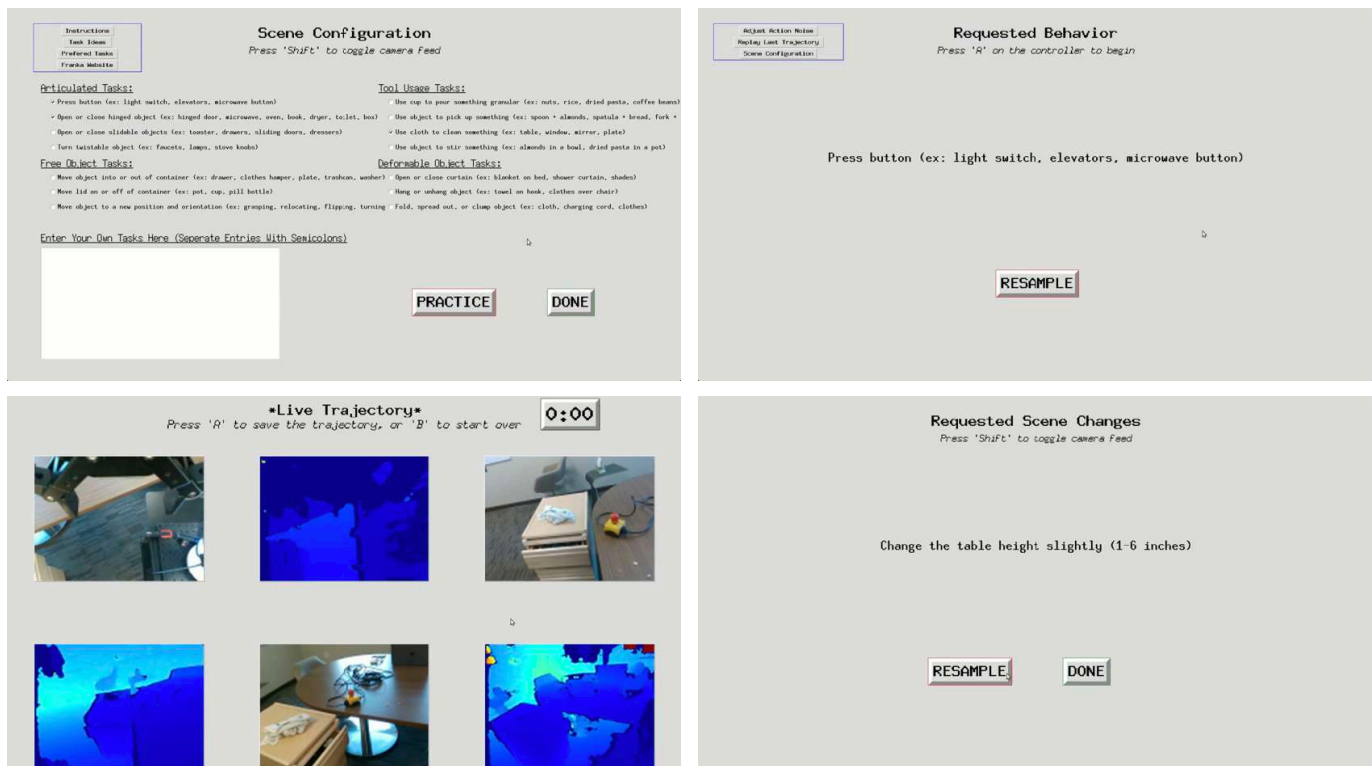 Instructions
Task Ideas
Prefered Tasks
Franka Website
Scene Configuration
Press 'Shift' to toggle camera feed
Articulated Tasks:
Press button (ex: light switch, elevators, microwave button)
Open or close hinged object (ex: hinged door, microwave, oven, book, dryer, toilet, box)
Open or close slidable objects (ex: toaster, drawers, sliding doors, dressers)
Turn twistable object (ex: faucets, lamps, stove knobs)
Free Object Tasks:
Move object into or out of container (ex: drawer, clothes hamper, plate, trashcan, washer)
Move lid on or off of container (ex: pot, cup, pill bottle)
Move object to a new position and orientation (ex: grasping, relocating, flipping, turning
Tool Usage Tasks:
Use cup to pour something granular (ex: nuts, rice, dried pasta, coffee beans)
Use object to pick up something (ex: spoon + almonds, spatula + bread, fork +
Use cloth to clean something (ex: table, window, mirror, plate)
Use object to stir something (ex: almonds in a bowl, dried pasta in a pot)
Deformable Object Tasks:
Open or close curtain (ex: blanket on bed, shower curtain, shades)
Hang or unhang object (ex: towel on hook, clothes over chair)
Fold, spread out, or clump object (ex: cloth, charging cord, clothes)
Enter Your Own Tasks Here (Seperate Entries With Semicolons)
PRACTICE
DONE
Adjust Action Noise
Replay Last Trajectory
Scene Configuration
Requested Behavior
Press 'A' on the controller to begin
Press button (ex: light switch, elevators, microwave button)
RESAMPLE
*Live Trajectory*
Press 'A' to save the trajectory, or 'B' to start over
0:00
Requested Scene Changes
Press 'Shift' to toggle camera feed
Change the table height slightly (1-6 inches)
RESAMPLE
DONE